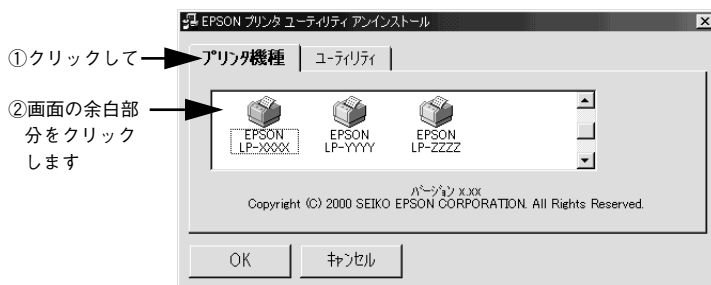 EPSON プリンタ ユーティリティ アンインストール
①クリックして
プリンタ機種
ユーティリティ
②画面の余白部
分をクリック
します
EPSON
LP-XXXX
EPSON
LP-YYYY
EPSON
LP-ZZZZ
バージョン x.xx
Copyright (C) 2000 SEIKO EPSON CORPORATION. All Rights Reserved.
OK
キャンセル